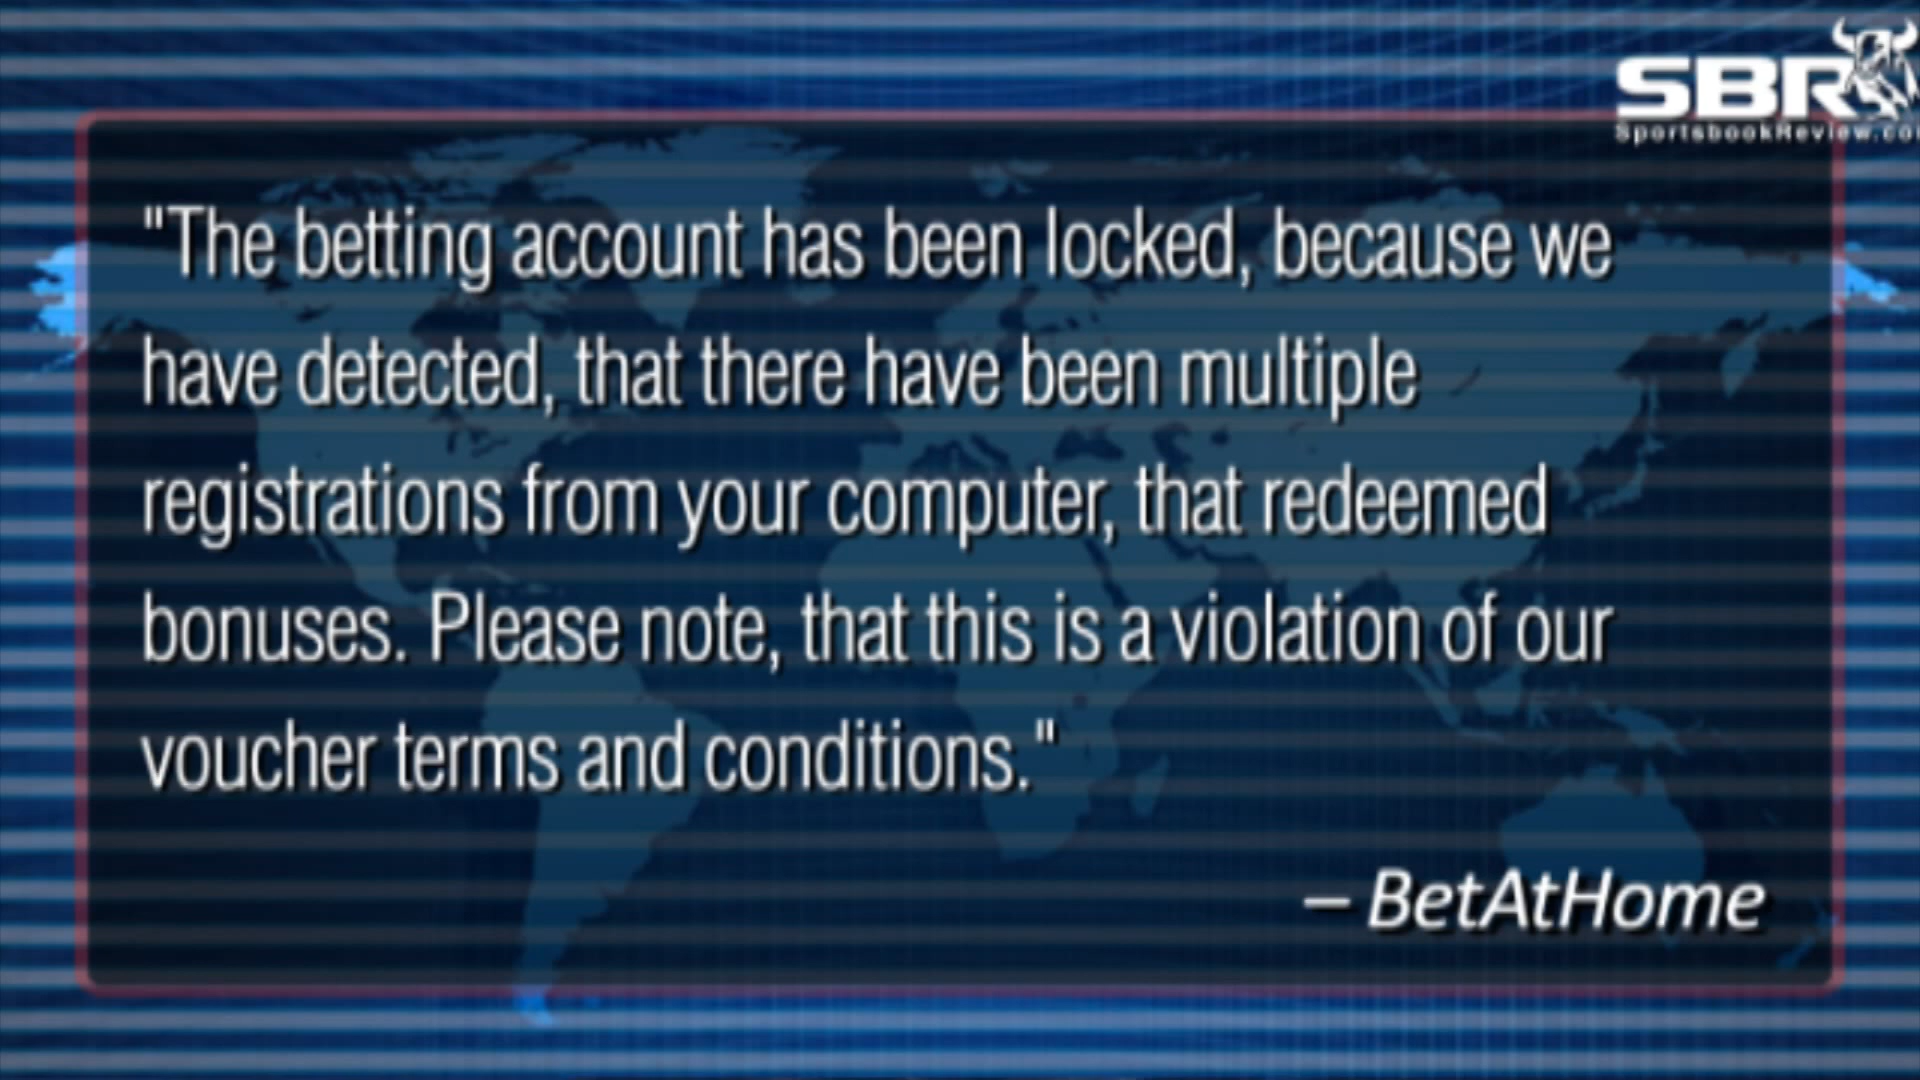 SBR
SportsbookReview.co
"The betting account has been locked, because we
have detected, that there have been multiple
registrations from your computer, that redeemed
bonuses. Please note, that this is a violation of our
voucher terms and conditions."
– BetAtHome